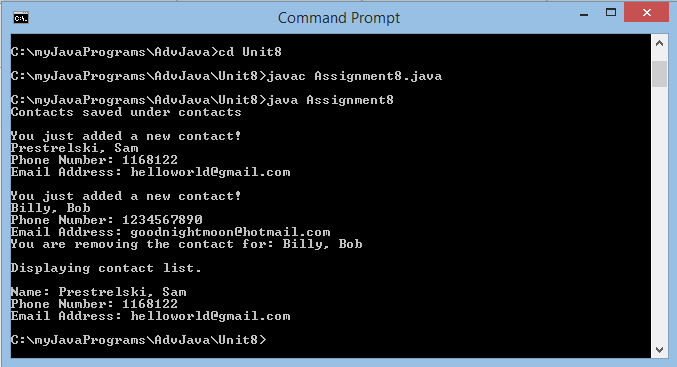 Command Prompt
C:\myJavaPrograms\AdvJava>cd Unit8
C:\myJavaPrograms\AdvJava\Unit8>javac Assignment8.java
C:\myJavaPrograms\AdvJava\Unit8>java Assignment8
Contacts saved under contacts
You just added a new contact!
Prestrelski, Sam
Phone Number: 1168122
Email Address: helloworld@gmail.com
You just added a new contact!
Billy, Bob
Phone Number: 1234567890
Email Address: goodnightmoon@hotmail.com
You are removing the contact for: Billy, Bob
Displaying contact list.
Name: Prestrelski, Sam
Phone Number: 1168122
Email Address: helloworld@gmail.com
C:\myJavaPrograms\AdvJava\Unit8>